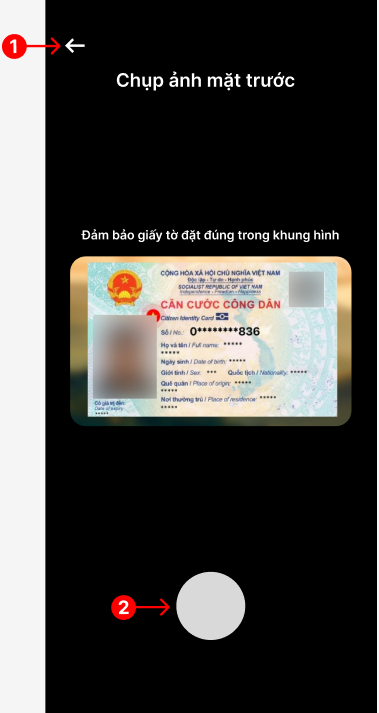 1
Chụp ảnh mặt trước
Đảm bảo giấy tờ đặt đúng trong khung hình
CỘNG HÒA XÃ HỘI CHỦ NGHĨA VIỆT NAM
Độc lập - Tự do - Hạnh phúc
SOCIALIST REPUBLIC OF VIET NAM
Independence - Freedom - Happiness
CĂN CƯỚC CÔNG DÂN
Citizen Identity Card
Số / No.: 0********836
Họ và tên / Full name: *****
*****
Ngày sinh / Date of birth: *****
Giới tính / Sex: *** Quốc tịch / Nationality: *****
Quê quán / Place of origin: *****
*****
Nơi thường trú / Place of residence: *****
*****
Có giá trị đến:
Date of expiry
*****
2